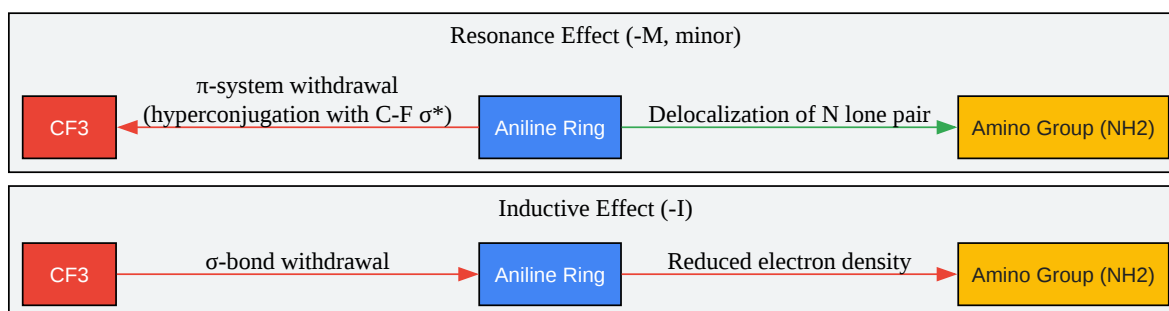 Resonance Effect (-M, minor)
π-system withdrawal
(hyperconjugation with C-F σ*)
CF3
Aniline Ring
Delocalization of N lone pair
Amino Group (NH2)
Inductive Effect (-I)
CF3
σ-bond withdrawal
Aniline Ring
Reduced electron density
Amino Group (NH2)